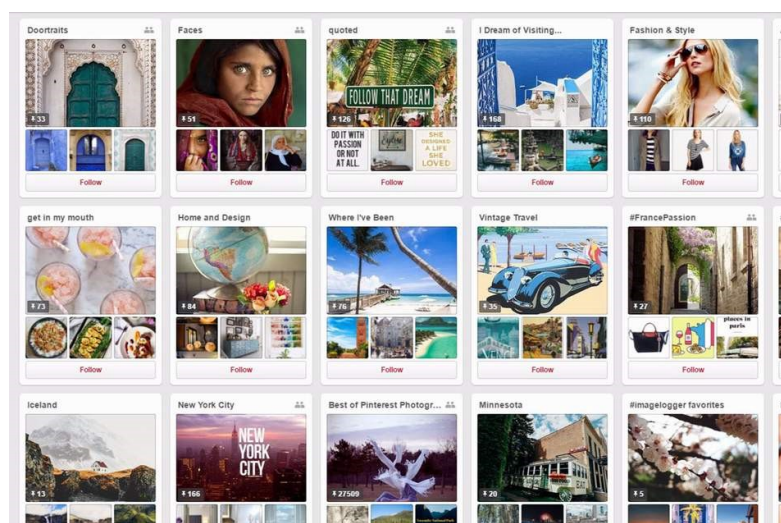 Doortraits
Faces
quoted
I Dream of Visiting...
Fashion & Style
33
51
FOLLOW THAT DREAM
126
168
110
DO IT WITH
PASSION
OR NOT
AT ALL.
Explore
SHE
DESIGNED
A LIFE
SHE
LOVED
Follow
Follow
Follow
Follow
Follow
get in my mouth
Home and Design
Where I've Been
Vintage Travel
#FrancePassion
73
84
76
35
27
places in
paris
Follow
Follow
Follow
Follow
Follow
Iceland
New York City
Best of Pinterest Photogr...
Minnesota
#imagelogger favorites
NEW
YORK
CITY
13
166
27509
20
5